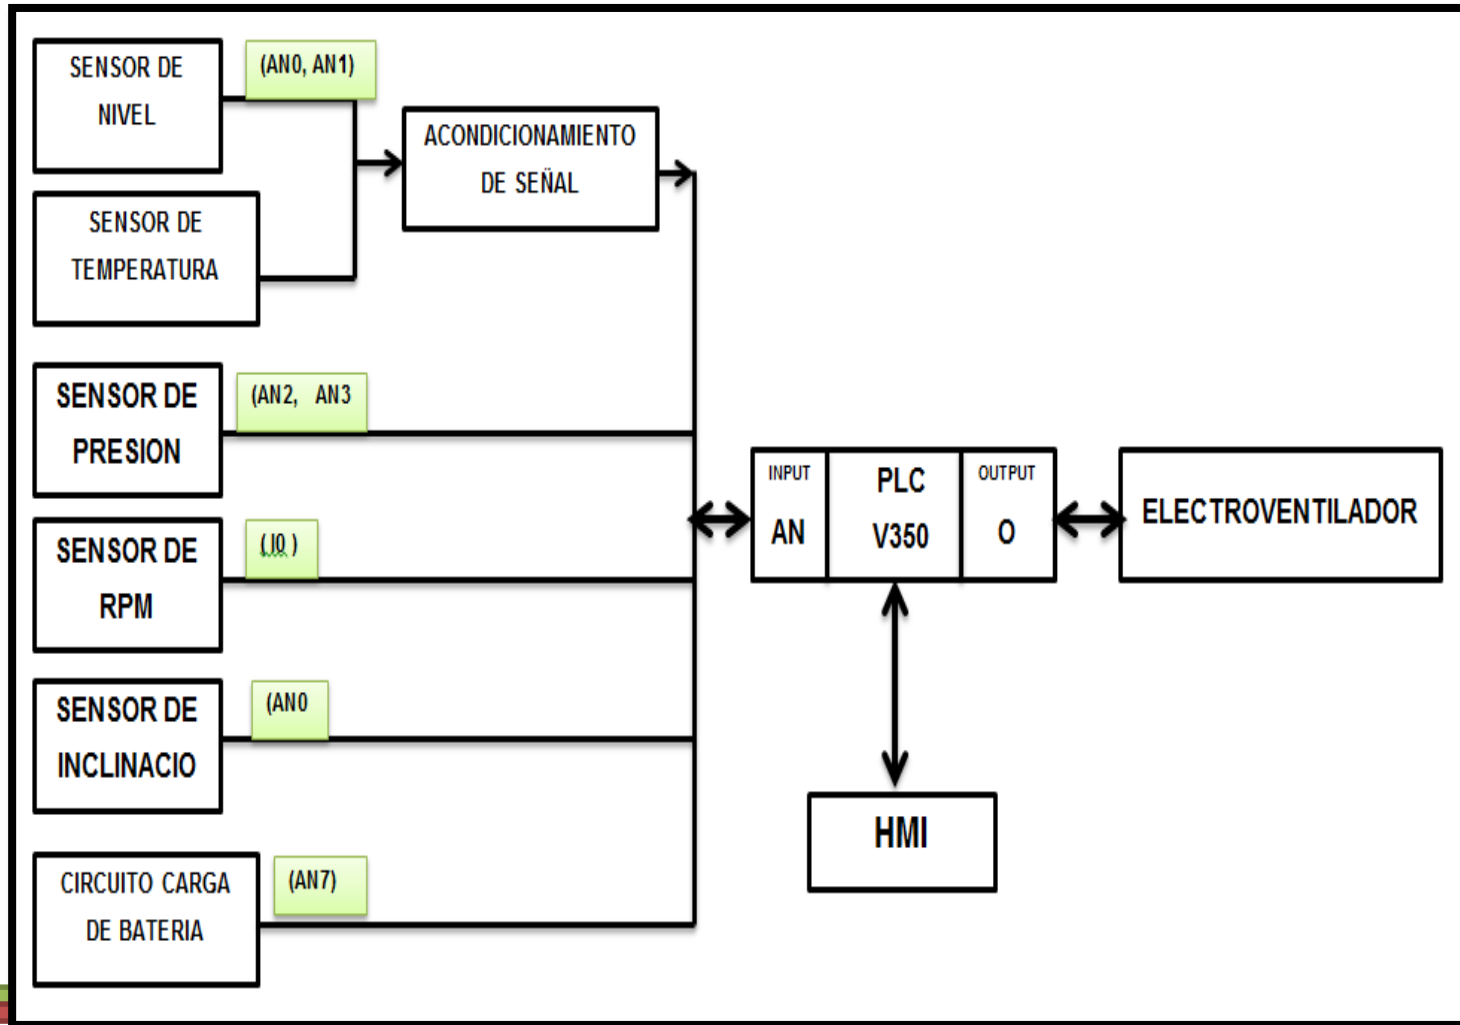 SENSOR DE
NIVEL
(AN0, AN1)
ACONDICIONAMIENTO
DE SEÑAL
SENSOR DE
TEMPERATURA
SENSOR DE
PRESION
(AN2, AN3
SENSOR DE
RPM
( I0 )
SENSOR DE
INCLINACIO
(AN0
CIRCUITO CARGA
DE BATERIA
(AN7)
INPUT
AN
PLC
V350
OUTPUT
O
ELECTROVENTILADOR
HMI